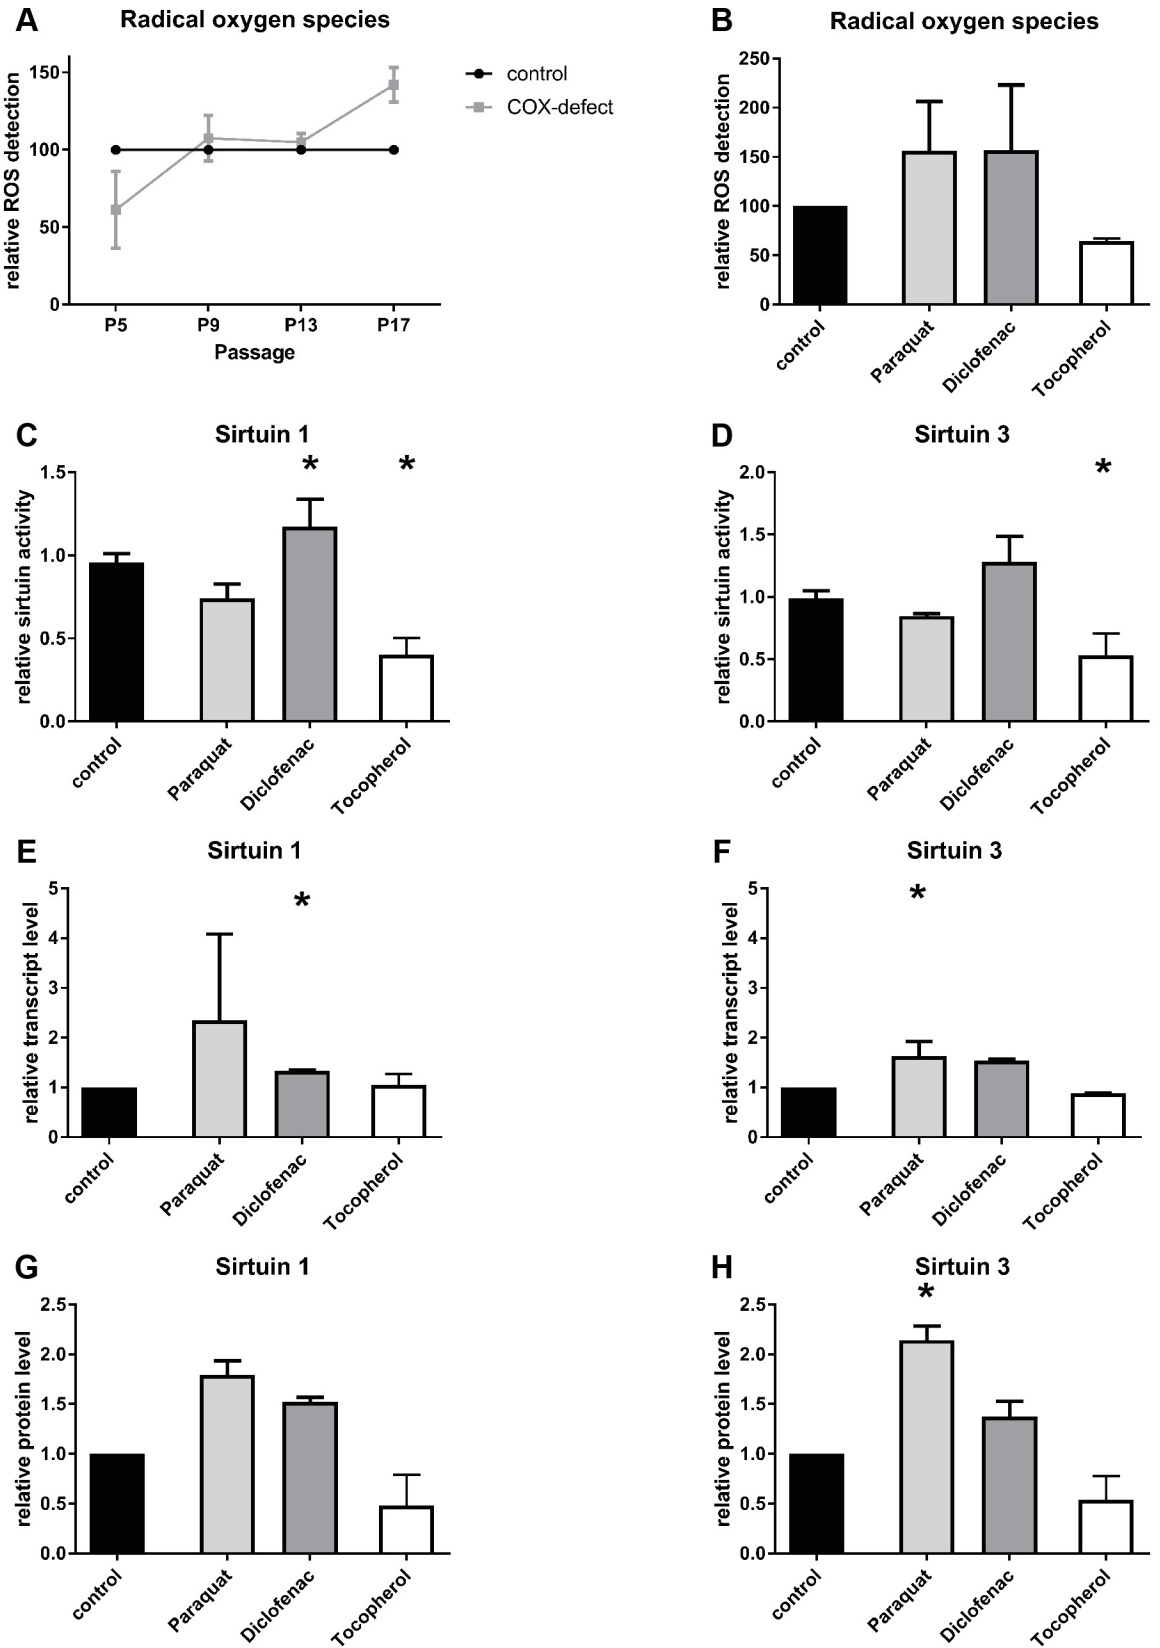 A
Radical oxygen species
relative ROS detection
150
100
50
0
P5 P9 P13 P17
Passage
control
COX-defect
B
Radical oxygen species
relative ROS detection
250
200
150
100
50
0
control Paraquat Diclofenac Tocopherol
C
Sirtuin 1
* *
relative sirtuin activity
1.5
1.0
0.5
0.0
control Paraquat Diclofenac Tocopherol
D
Sirtuin 3
*
relative sirtuin activity
2.0
1.5
1.0
0.5
0.0
control Paraquat Diclofenac Tocopherol
E
Sirtuin 1
*
relative transcript level
5
4
3
2
1
0
control Paraquat Diclofenac Tocopherol
F
Sirtuin 3
*
relative transcript level
5
4
3
2
1
0
control Paraquat Diclofenac Tocopherol
G
Sirtuin 1
relative protein level
2.5
2.0
1.5
1.0
0.5
0.0
control Paraquat Diclofenac Tocopherol
H
Sirtuin 3
*
relative protein level
2.5
2.0
1.5
1.0
0.5
0.0
control Paraquat Diclofenac Tocopherol